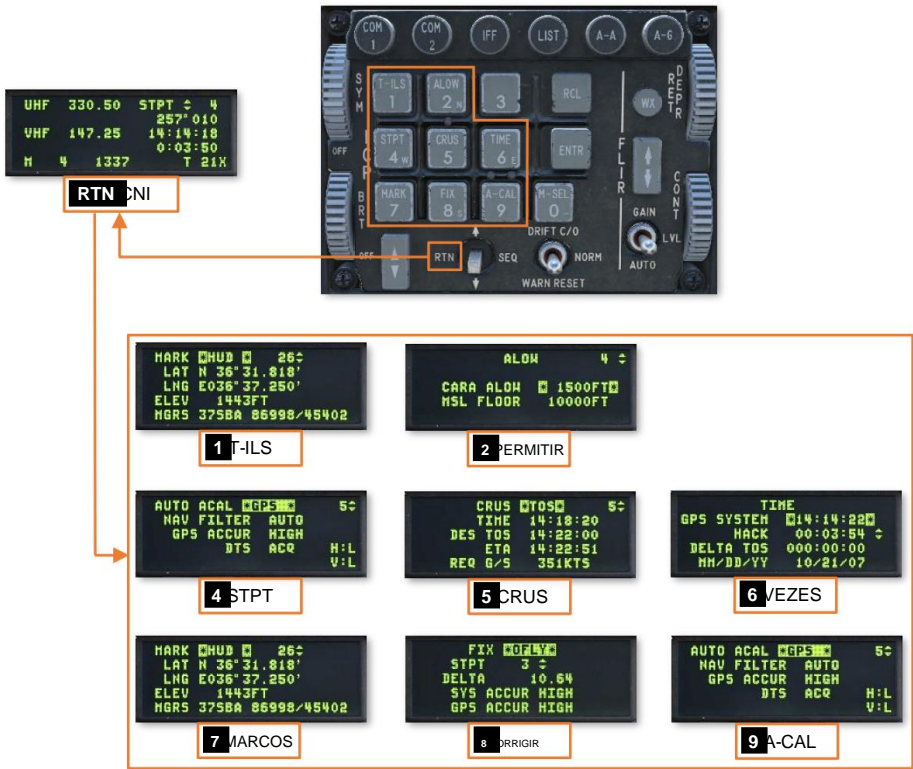 COM 1 COM 2 IFF LIST A-A A-G
SYM
T-ILS 1 ALOW 2 N 3 RCL
WX
RET DEPR
OFF
ICP
STPT 4 W CRUS 5 TIME 6 E ENTR
FLIR
BRT
MARK 7 FIX 8 S A-CAL 9 M-SEL 0 -
CONT
GAIN
LVL
AUTO
OFF
RTN SEQ
DRIFT C/O
NORM
WARN RESET
UHF 330.50 STPT 4
257° 010
VHF 147.25 14:14:18
0:03:50
M 4 1337 T 21X
RTN CNI
MARK HUD 26
LAT N 36°31.818'
LNG E036°37.250'
ELEV 1443FT
MGRS 37SBA 86998/45402
1 T-ILS
ALOW 4
CARA ALOW 1500FT
MSL FLOOR 10000FT
2 PERMITIR
AUTO ACAL *GPS* 5
NAV FILTER AUTO
GPS ACCUR HIGH
DTS ACQ H:L
V:L
4 STPT
CRUS *TOS* 5
TIME 14:18:20
DES TOS 14:22:00
ETA 14:22:51
REQ G/S 351KTS
5 CRUS
TIME
GPS SYSTEM *14:14:22*
HACK 00:03:54
DELTA TOS 000:00:00
MM/DD/YY 10/21/07
6 VEZES
MARK HUD 26
LAT N 36°31.818'
LNG E036°37.250'
ELEV 1443FT
MGRS 37SBA 86998/45402
7 MARCOS
FIX *OFLY*
STPT 3
DELTA 10.64
SYS ACCUR HIGH
GPS ACCUR HIGH
8 ORRIGIR
AUTO ACAL *GPS* 5
NAV FILTER AUTO
GPS ACCUR HIGH
DTS ACQ H:L
V:L
9 A-CAL